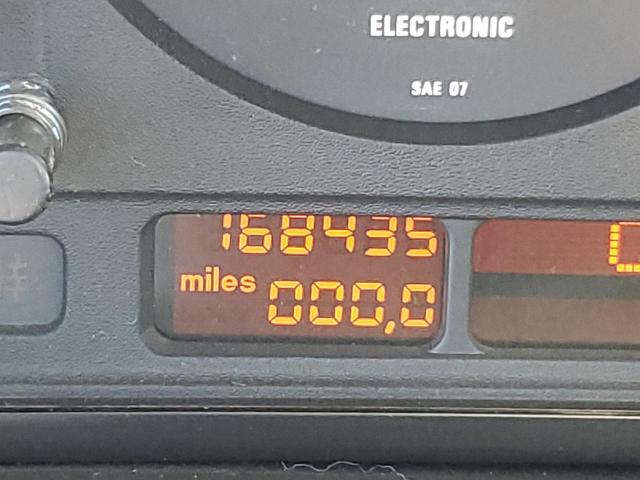 ELECTRONIC
SAE 07
168435
miles 000,0